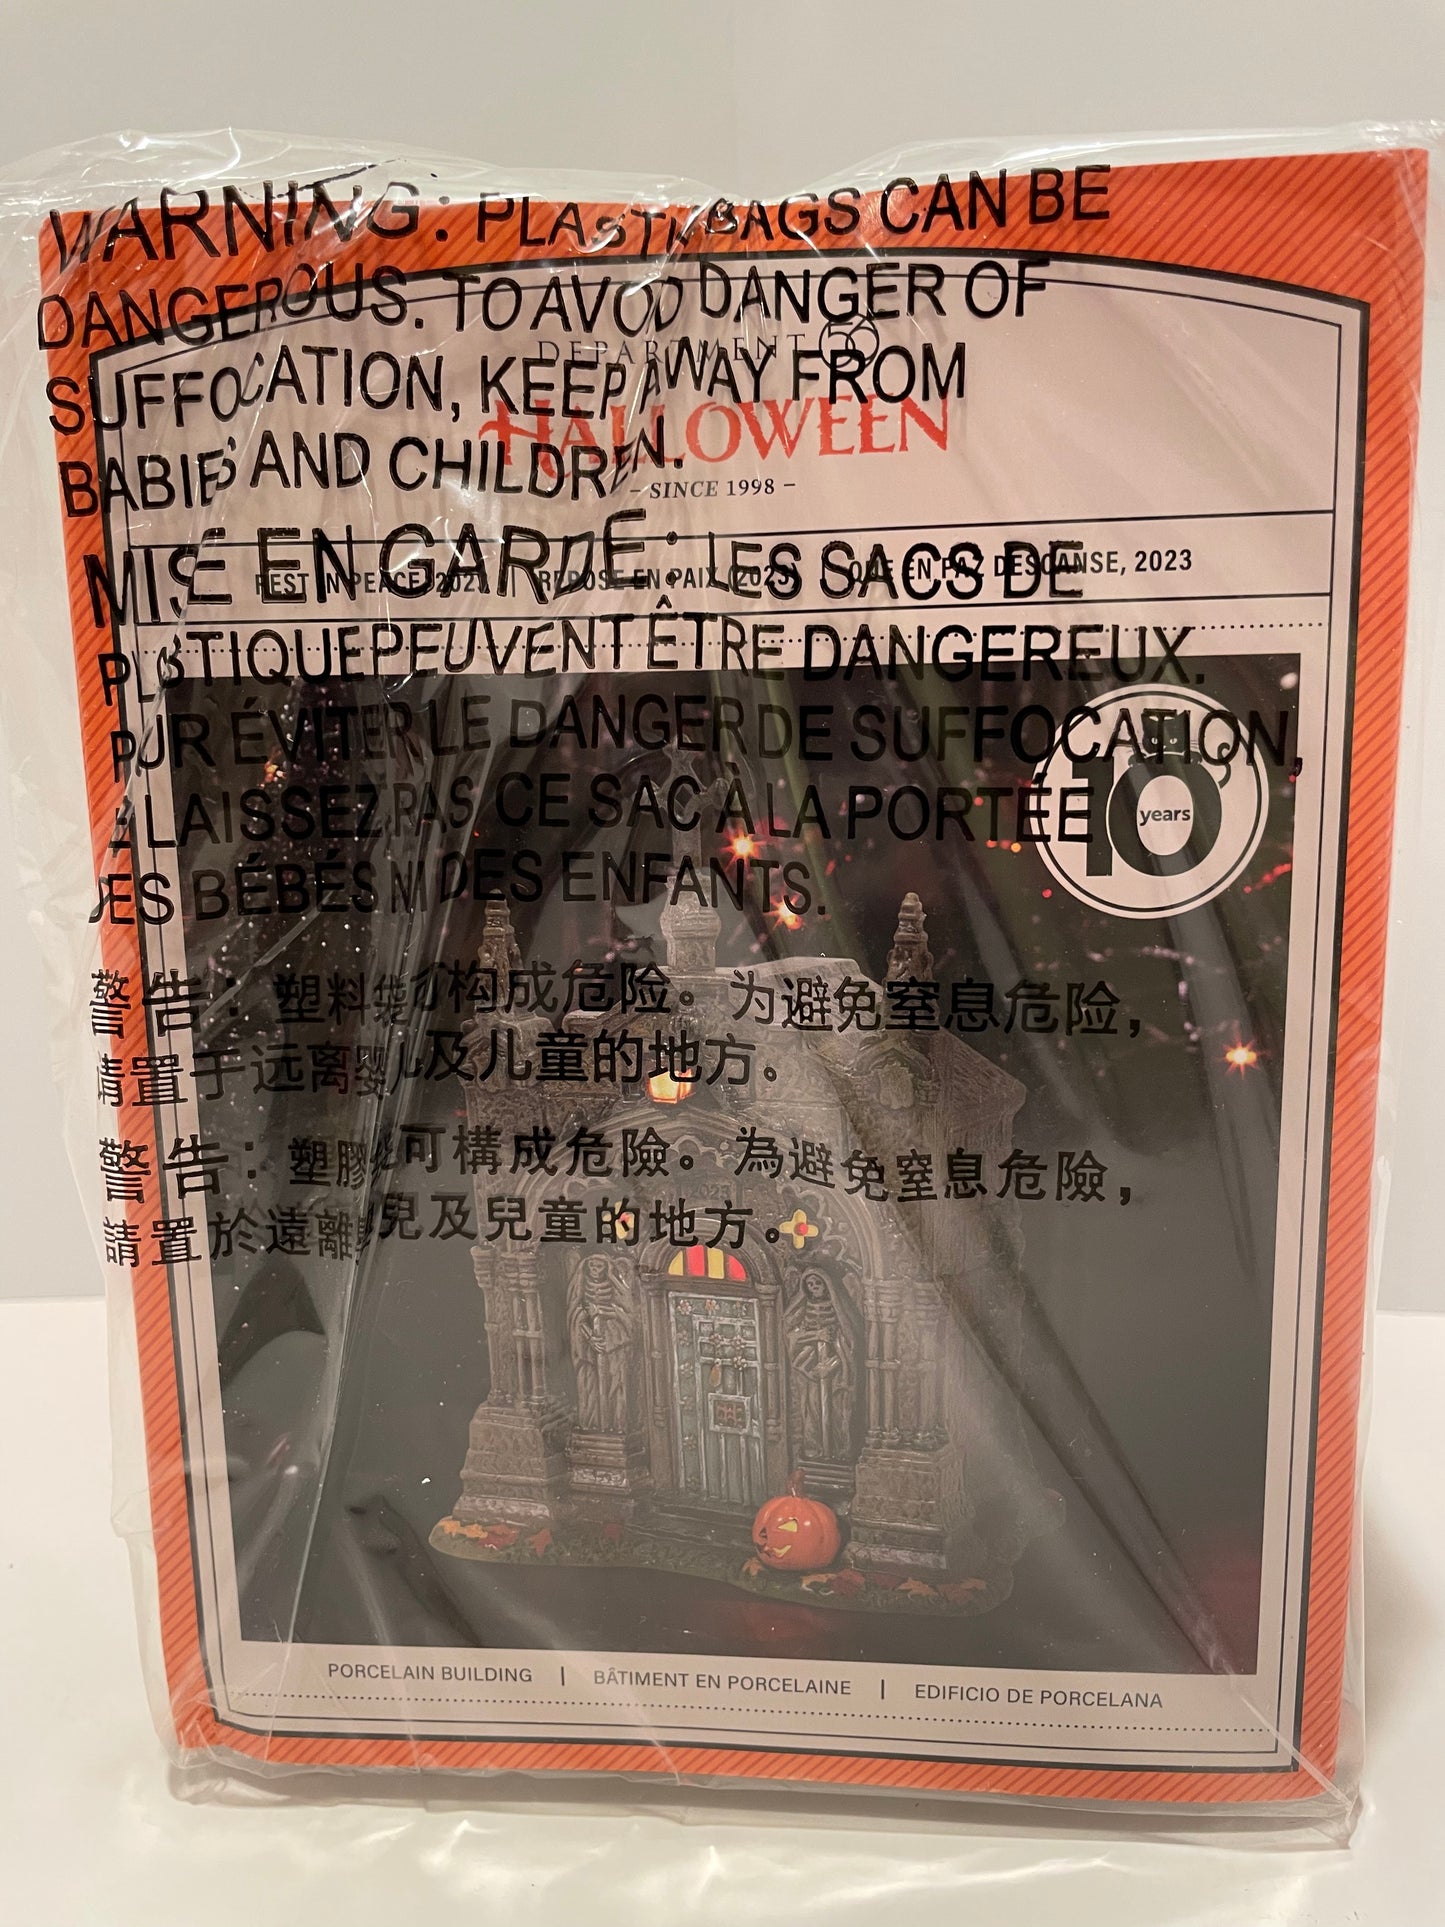 WARNING: PLASTIC BAGS CAN BE
DANGEROUS. TO AVOD DANGER OF
SUFFOCATION, KEEP AWAY FROM
BABIES AND CHILDREN.
MISE EN GARDE: LES SACS DE
PLASTIQUE PEUVENT ÊTRE DANGEREUX.
POUR ÉVITER LE DANGER DE SUFFOCATION,
LAISSEZ PAS CE SAC À LA PORTÉE
DES BÉBÉS NI DES ENFANTS.
警告：塑料袋可构成危险。为避免窒息危险，
请置于远离婴儿及儿童的地方。
警告：塑膠袋可構成危險。為避免窒息危險，
請置於遠離嬰兒及兒童的地方。
DEPARTMENT 56
HALLOWEEN
– SINCE 1998 –
REST IN PEACE, 2023 | REPOSE EN PAIX (2023) | QUE EN PAZ DESCANSE, 2023
10
years
2023
PORCELAIN BUILDING | BÂTIMENT EN PORCELAINE | EDIFICIO DE PORCELANA